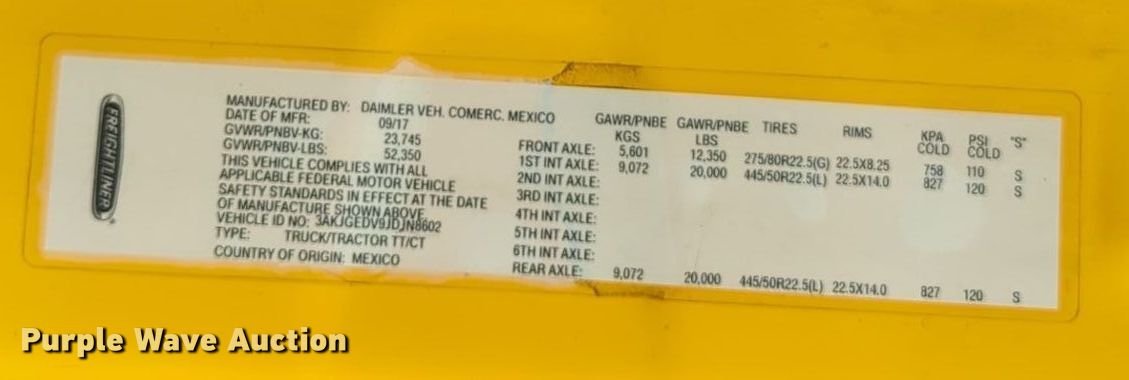 FREIGHTLINER
MANUFACTURED BY: DAIMLER VEH. COMERC. MEXICO
DATE OF MFR: 09/17
GVWR/PNBV-KG: 23,745
GVWR/PNBV-LBS: 52,350
THIS VEHICLE COMPLIES WITH ALL
APPLICABLE FEDERAL MOTOR VEHICLE
SAFETY STANDARDS IN EFFECT AT THE DATE
OF MANUFACTURE SHOWN ABOVE
VEHICLE ID NO: 3AKJGEDV9JDJN8602
TYPE: TRUCK/TRACTOR TT/CT
COUNTRY OF ORIGIN: MEXICO
GAWR/PNBE GAWR/PNBE TIRES RIMS KPA PSI "S"
KGS LBS COLD COLD
FRONT AXLE: 5,601 12,350 275/80R22.5(G) 22.5X8.25 758 110 S
1ST INT AXLE: 9,072 20,000 445/50R22.5(L) 22.5X14.0 827 120 S
2ND INT AXLE:
3RD INT AXLE:
4TH INT AXLE:
5TH INT AXLE:
6TH INT AXLE:
REAR AXLE: 9,072 20,000 445/50R22.5(L) 22.5X14.0 827 120 S
Purple Wave Auction